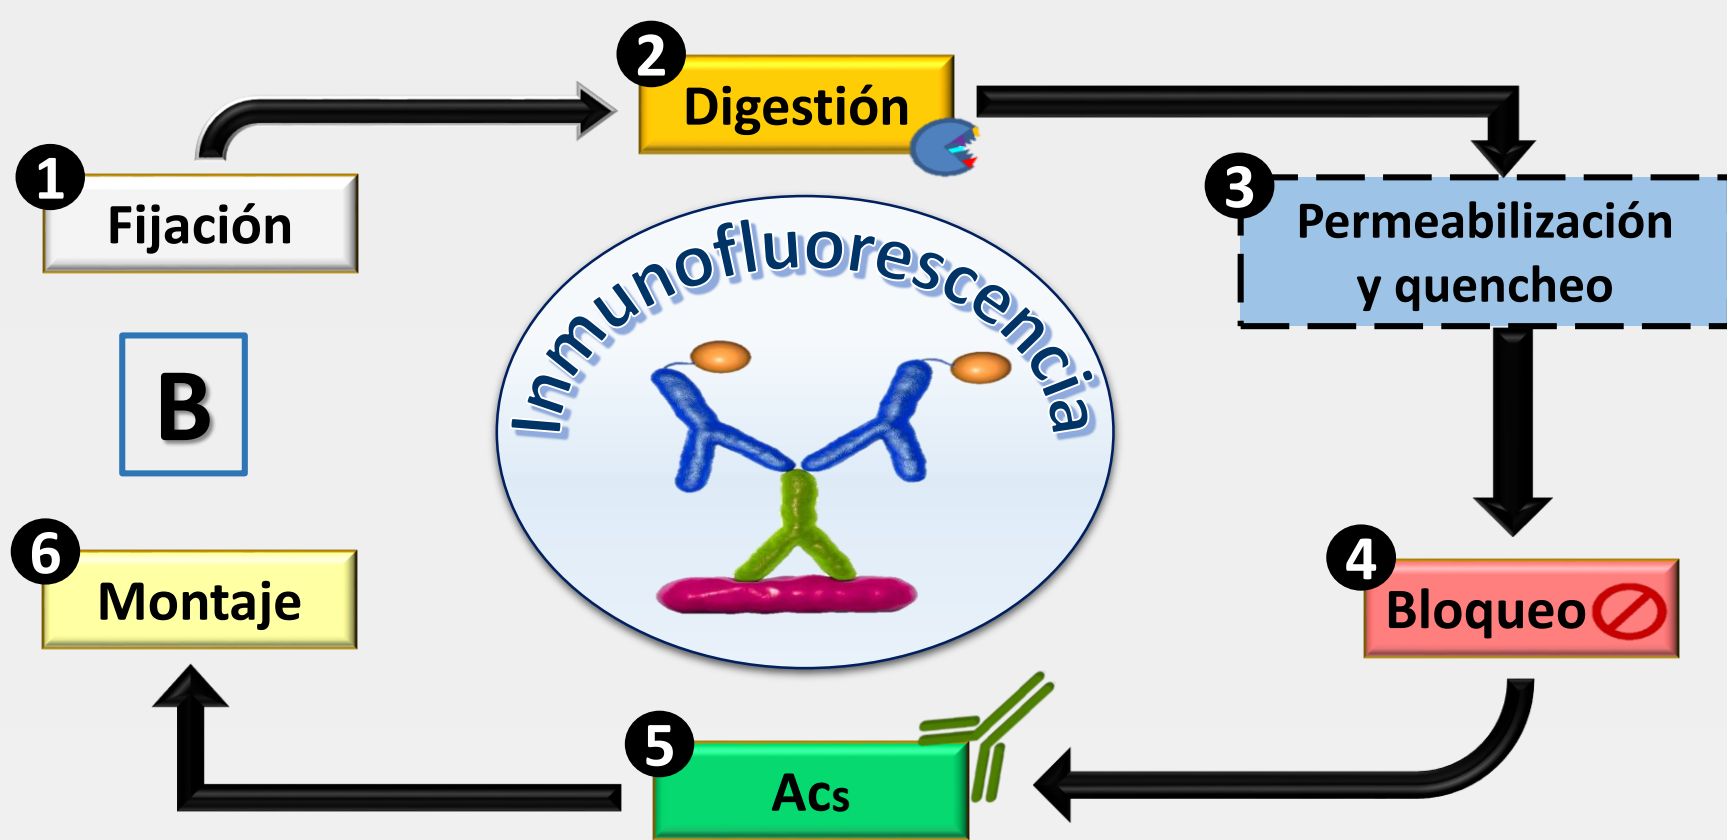 1
Fijación
2
Digestión
3
Permeabilización
y quencheo
Inmunofluorescencia
B
4
Bloqueo
5
Acs
6
Montaje